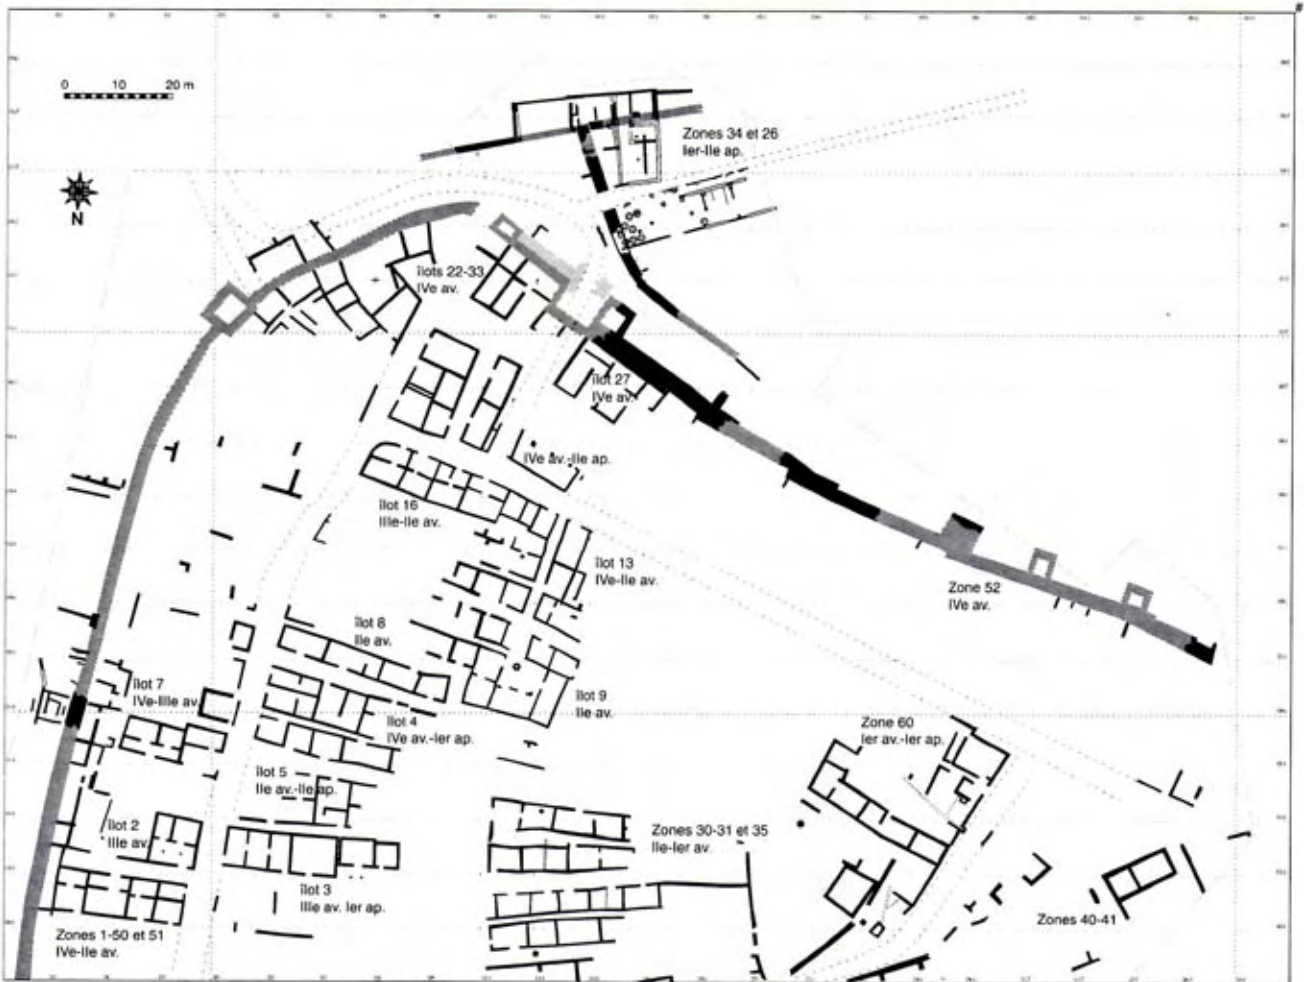 0 10 20 m
N
Zones 34 et 26
Ier-IIe ap.
îlots 22-33
IVe av.
îlot 27
IVe av.
IVe av.-IIe ap.
îlot 16
IIIe-IIe av.
îlot 13
IVe-IIe av.
Zone 52
IVe av.
îlot 8
IIe av.
îlot 7
IVe-IIIe av.
îlot 9
IIe av.
îlot 4
IVe av.-Ier ap.
Zone 60
Ier av.-Ier ap.
îlot 5
IIe av.-IIe ap.
îlot 2
IIIe av.
Zones 30-31 et 35
IIe-Ier av.
îlot 3
IIIe av. Ier ap.
Zones 40-41
Zones 1-50 et 51
IVe-IIe av.